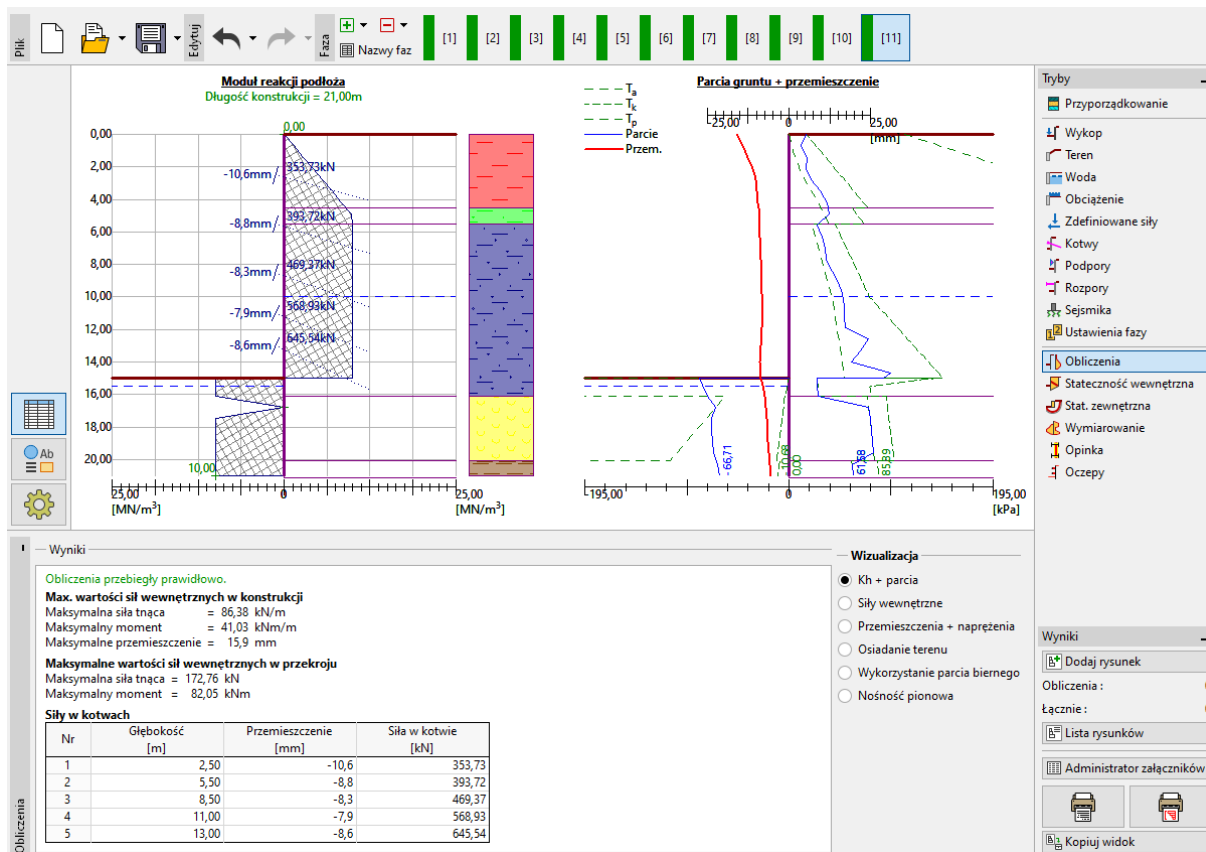 Plik
Edytuj
Faza
Nazwy faz
[1] [2] [3] [4] [5] [6] [7] [8] [9] [10] [11]
Moduł reakcji podłoża
Długość konstrukcji = 21,00m
0,00
0,00
2,00
4,00
6,00
8,00
10,00
12,00
14,00
16,00
18,00
20,00
-10,6mm
353,73kN
-8,8mm
393,72kN
-8,3mm
469,37kN
-7,9mm
568,93kN
-8,6mm
645,54kN
10,00
25,00
0
25,00
[MN/m³]
[MN/m³]
Ta
Tk
Tp
Parcie
Przem.
Parcia gruntu + przemieszczenie
-25,00
0
25,00
[mm]
-66,71
-10,68
0,00
61,58
85,89
-195,00
0
195,00
[kPa]
Tryby
Przyporządkowanie
Wykop
Teren
Woda
Obciążenie
Zdefiniowane siły
Kotwy
Podpory
Rozpory
Sejsmika
Ustawienia fazy
Obliczenia
Stateczność wewnętrzna
Stat. zewnętrzna
Wymiarowanie
Opinka
Oczepy
Ab
Obliczenia
Wyniki
Obliczenia przebiegły prawidłowo.
Max. wartości sił wewnętrznych w konstrukcji
Maksymalna siła tnąca = 86,38 kN/m
Maksymalny moment = 41,03 kNm/m
Maksymalne przemieszczenie = 15,9 mm
Maksymalne wartości sił wewnętrznych w przekroju
Maksymalna siła tnąca = 172,76 kN
Maksymalny moment = 82,05 kNm
Siły w kotwach
Nr Głębokość [m] Przemieszczenie [mm] Siła w kotwie [kN]
1 2,50 -10,6 353,73
2 5,50 -8,8 393,72
3 8,50 -8,3 469,37
4 11,00 -7,9 568,93
5 13,00 -8,6 645,54
Wizualizacja
Kh + parcia
Siły wewnętrzne
Przemieszczenia + naprężenia
Osiadanie terenu
Wykorzystanie parcia biernego
Nośność pionowa
Wyniki
Dodaj rysunek
Obliczenia :
Łącznie :
Lista rysunków
Administrator załączników
Kopiuj widok